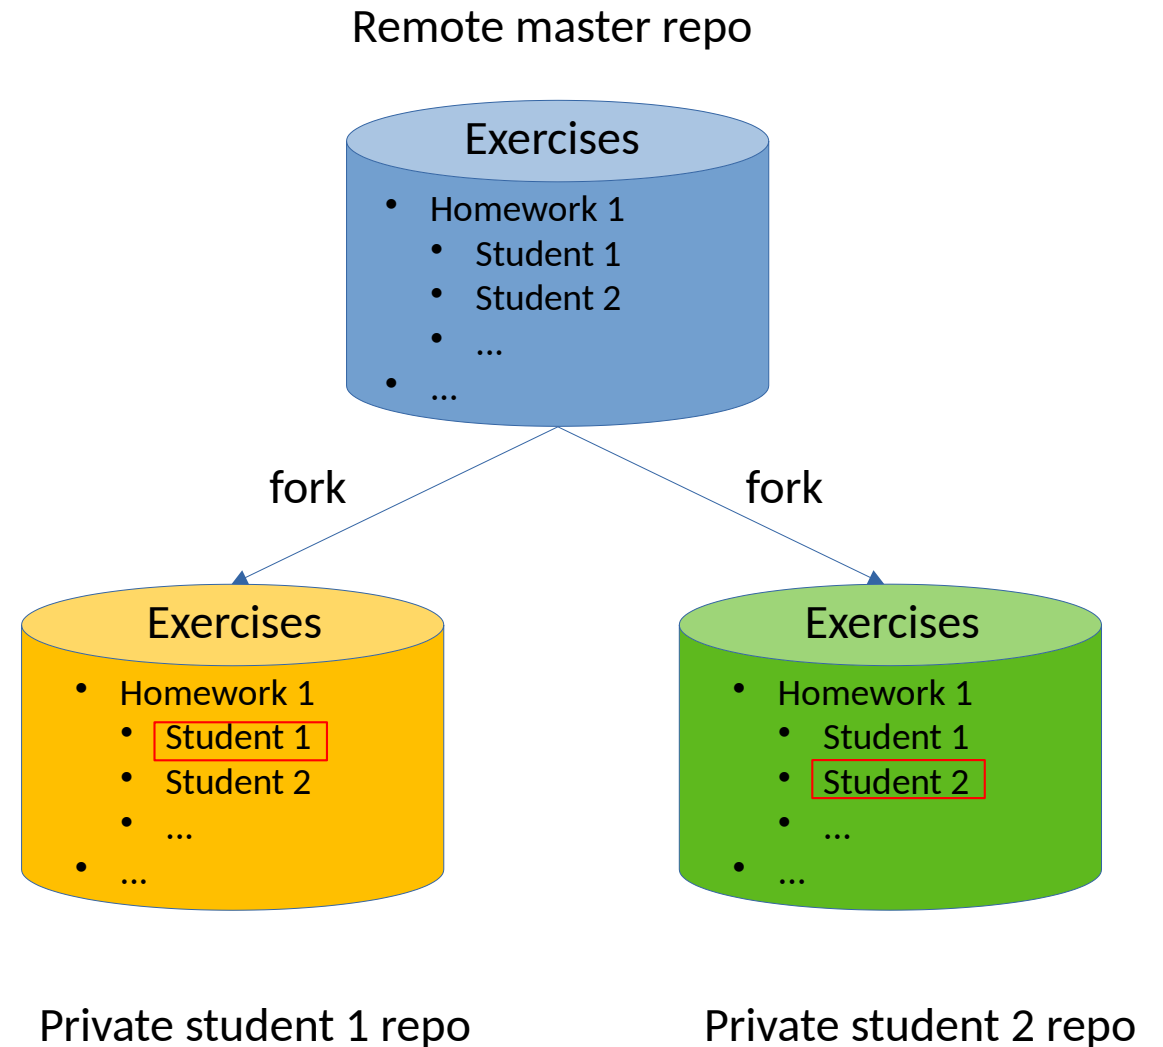 Remote master repo
Exercises
• Homework 1
• Student 1
• Student 2
• ...
• ...
fork
fork
Exercises
• Homework 1
• Student 1
• Student 2
• ...
• ...
Private student 1 repo
Exercises
• Homework 1
• Student 1
• Student 2
• ...
• ...
Private student 2 repo